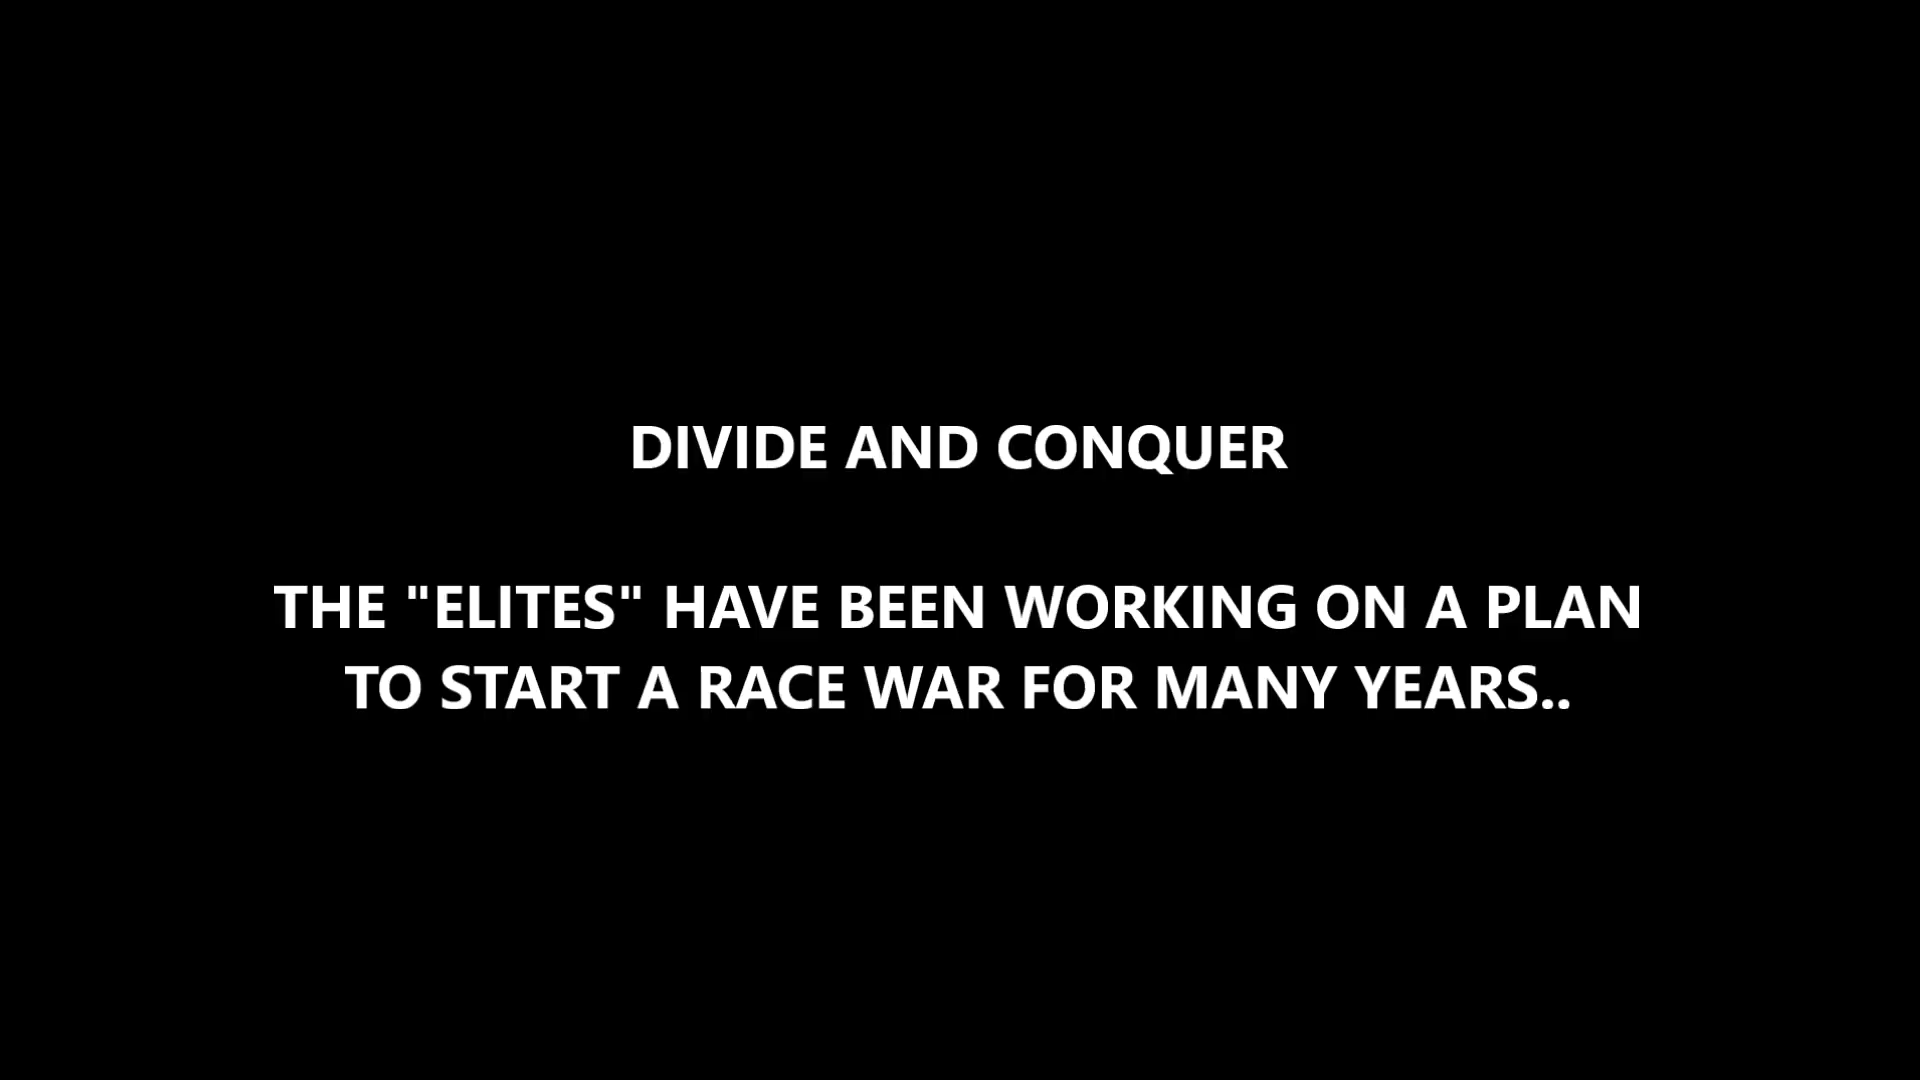 DIVIDE AND CONQUER
THE "ELITES" HAVE BEEN WORKING ON A PLAN
TO START A RACE WAR FOR MANY YEARS..